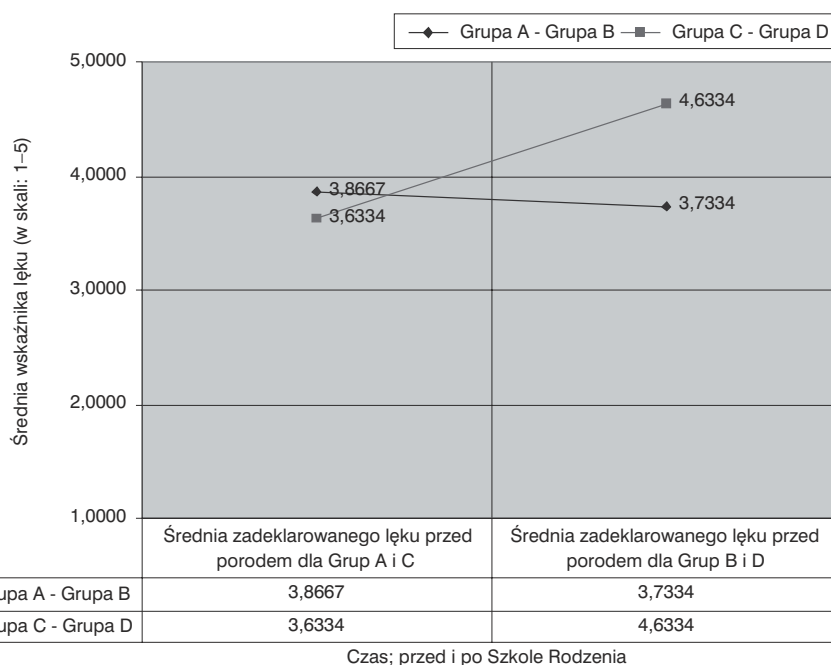 Grupa A - Grupa B Grupa C - Grupa D
5,0000
4,0000
3,0000
2,0000
1,0000
Średnia wskaźnika lęku (w skali: 1–5)
3,8667
3,6334
4,6334
3,7334
Średnia zadeklarowanego lęku przed
porodem dla Grup A i C
Średnia zadeklarowanego lęku przed
porodem dla Grup B i D
upa A - Grupa B 3,8667 3,7334
upa C - Grupa D 3,6334 4,6334
Czas; przed i po Szkole Rodzenia